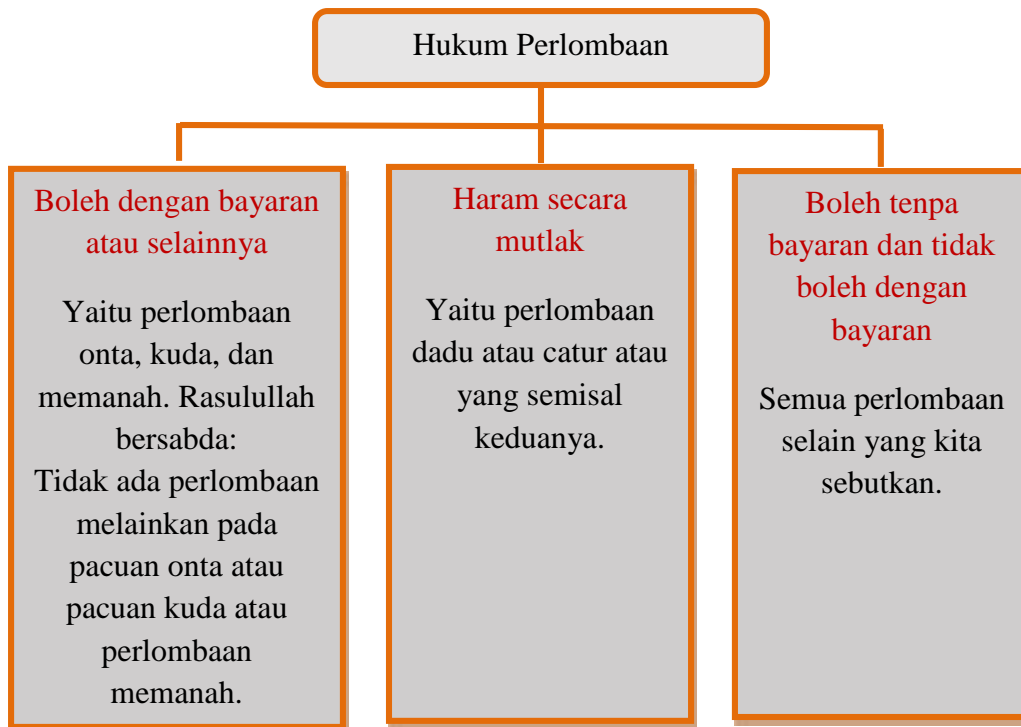 Hukum Perlombaan
Boleh dengan bayaran
atau selainnya
Yaitu perlombaan
onta, kuda, dan
memanah. Rasulullah
bersabda:
Tidak ada perlombaan
melainkan pada
pacuan onta atau
pacuan kuda atau
perlombaan
memanah.
Haram secara
mutlak
Yaitu perlombaan
dadu atau catur atau
yang semisal
keduanya.
Boleh tenpa
bayaran dan tidak
boleh dengan
bayaran
Semua perlombaan
selain yang kita
sebutkan.